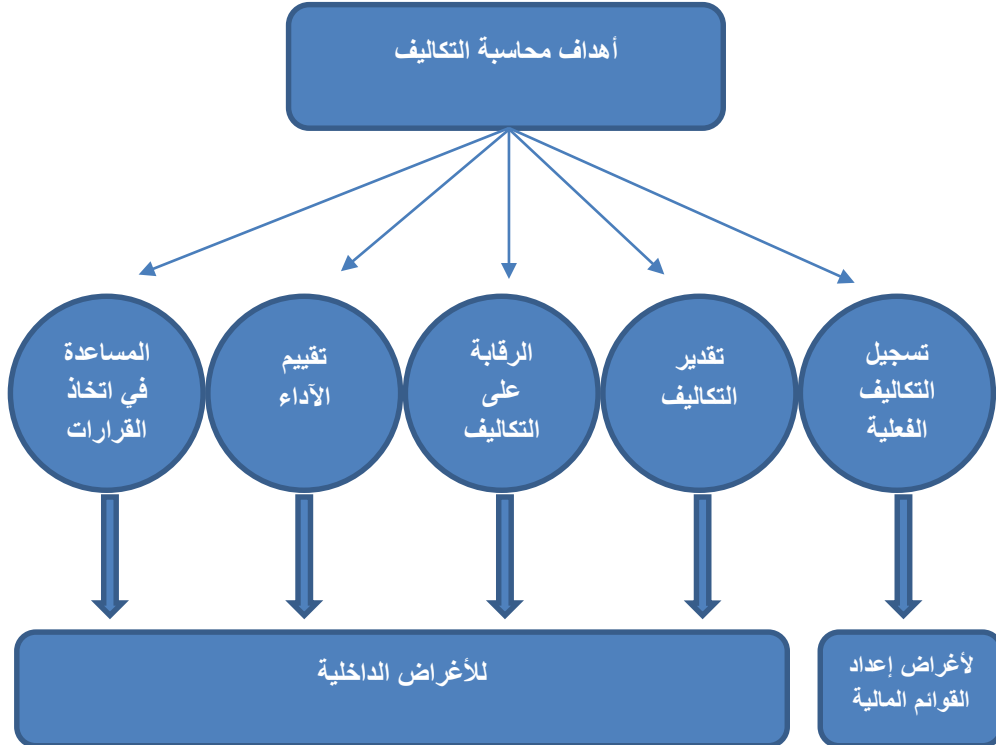 أهداف محاسبة التكاليف
تسجيل
التكاليف
الفعلية
تقدير
التكاليف
الرقابة
على
التكاليف
تقييم
الآداء
المساعدة
في اتخاذ
القرارات
لأغراض إعداد
القوائم المالية
للأغراض الداخلية